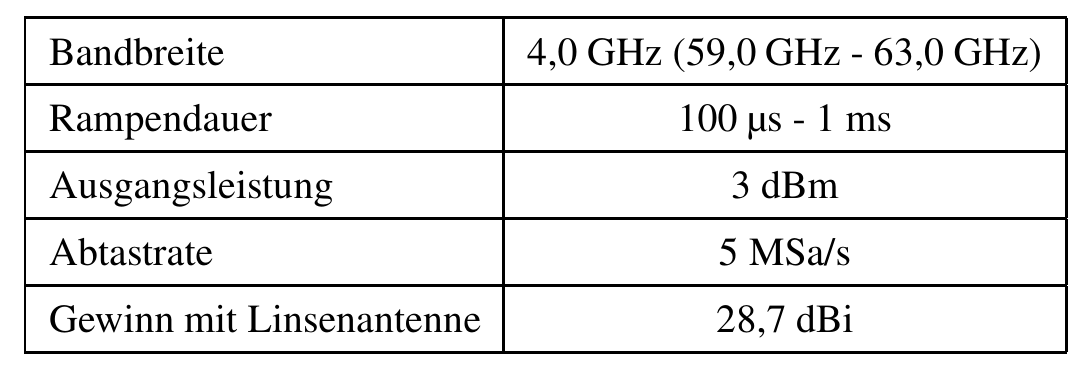 Bandbreite 4,0 GHz (59,0 GHz - 63,0 GHz)
Rampendauer 100 µs - 1 ms
Ausgangsleistung 3 dBm
Abtastrate 5 MSa/s
Gewinn mit Linsenantenne 28,7 dBi